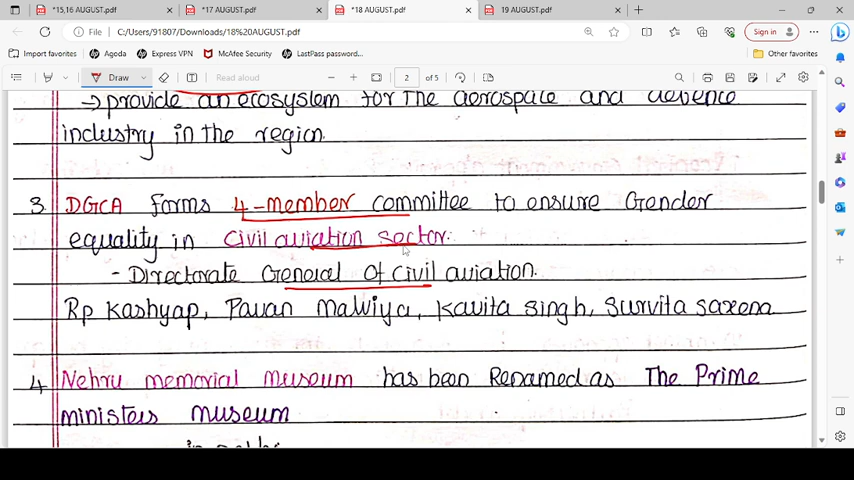 *15,16 AUGUST.pdf
*17 AUGUST.pdf
*18 AUGUST.pdf
19 AUGUST.pdf
File
C:/Users/91807/Downloads/18%20AUGUST.pdf
Sign in
Import favorites
Agoda
Express VPN
McAfee Security
LastPass password...
Other favorites
Draw
Read aloud
2 of 5
→ provide an ecosystem for the aerospace and defence
industry in the region.
3 DGCA forms 4-member committee to ensure Gender
equality in Civil aviation sector.
- Directorate General Of Civil aviation.
Rp Kashyap, Pavan Malviya, Kavita Singh, Survita Saxena
4 Nehru memorial Museum has been Renamed as The Prime
ministers museum